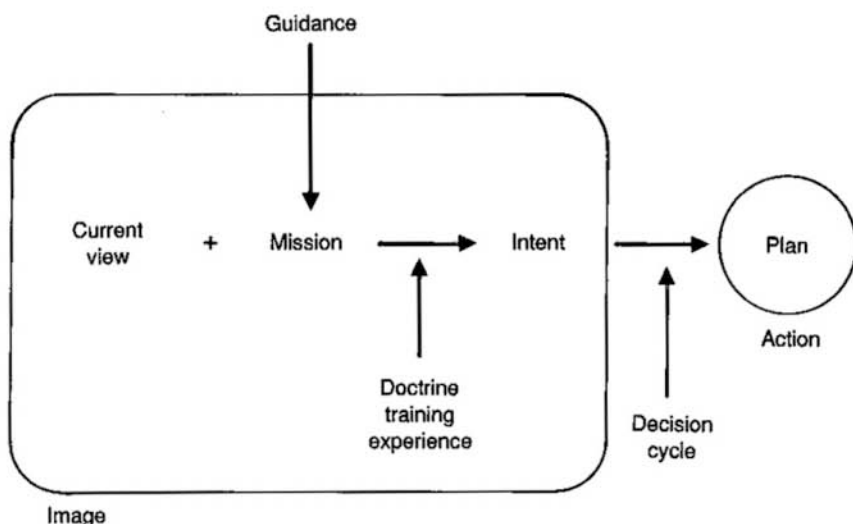 Guidance
Current
view
+
Mission
Intent
Plan
Action
Doctrine
training
experience
Decision
cycle
Image